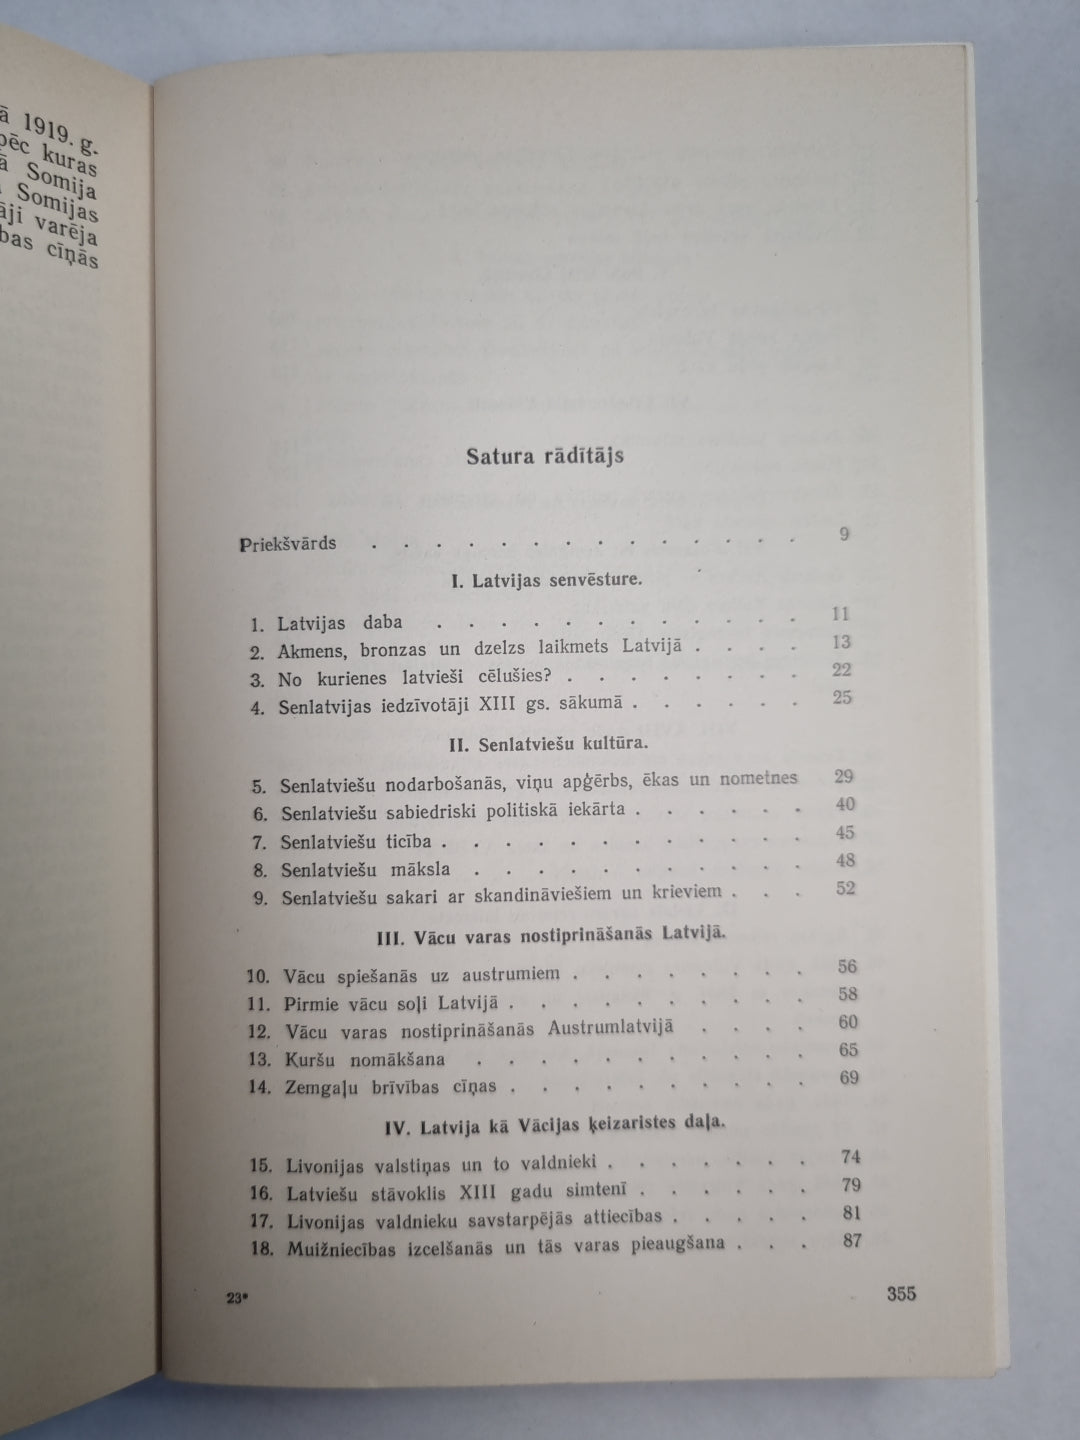 ā 1919. g.
pēc kuras
ā Somija
Somijas
āji varēja
bas cīņās
Satura rādītājs
Priekšvārds . . . . . . . . . . . . . . 9
I. Latvijas senvēsture.
1. Latvijas daba . . . . . . . . . . . . 11
2. Akmens, bronzas un dzelzs laikmets Latvijā . . . . 13
3. No kurienes latvieši cēlušies? . . . . . . . . 22
4. Senlatvijas iedzīvotāji XIII gs. sākumā . . . . . . 25
II. Senlatviešu kultūra.
5. Senlatviešu nodarbošanās, viņu apģērbs, ēkas un nometnes 29
6. Senlatviešu sabiedriski politiskā iekārta . . . . . . 40
7. Senlatviešu ticība . . . . . . . . . . . . 45
8. Senlatviešu māksla . . . . . . . . . . . 48
9. Senlatviešu sakari ar skandināviešiem un krieviem . . . 52
III. Vācu varas nostiprināšanās Latvijā.
10. Vācu spiešanās uz austrumiem . . . . . . . . 56
11. Pirmie vācu soļi Latvijā . . . . . . . . . . 58
12. Vācu varas nostiprināšanās Austrumlatvijā . . . . 60
13. Kuršu nomākšana . . . . . . . . . . . 65
14. Zemgaļu brīvības cīņas . . . . . . . . . . 69
IV. Latvija kā Vācijas ķeizaristes daļa.
15. Livonijas valstiņas un to valdnieki . . . . . . . 74
16. Latviešu stāvoklis XIII gadu simtenī . . . . . . 79
17. Livonijas valdnieku savstarpējās attiecības . . . . . 81
18. Muižniecības izcelšanās un tās varas pieaugšana . . . 87
23* 355